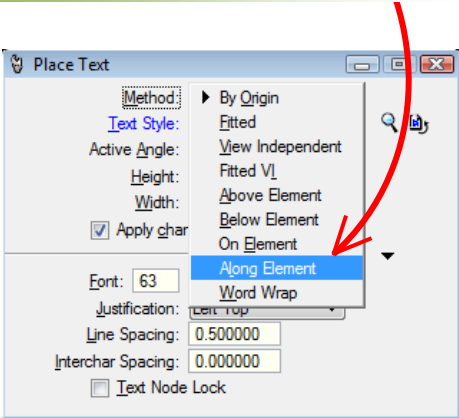 Place Text
Method:
By Origin
Text Style:
Fitted
Active Angle:
View Independent
Height:
Fitted VI
Width:
Above Element
Apply char
Below Element
On Element
Along Element
Font: 63
Word Wrap
Justification: Left Top
Line Spacing: 0.500000
Interchar Spacing: 0.000000
Text Node Lock